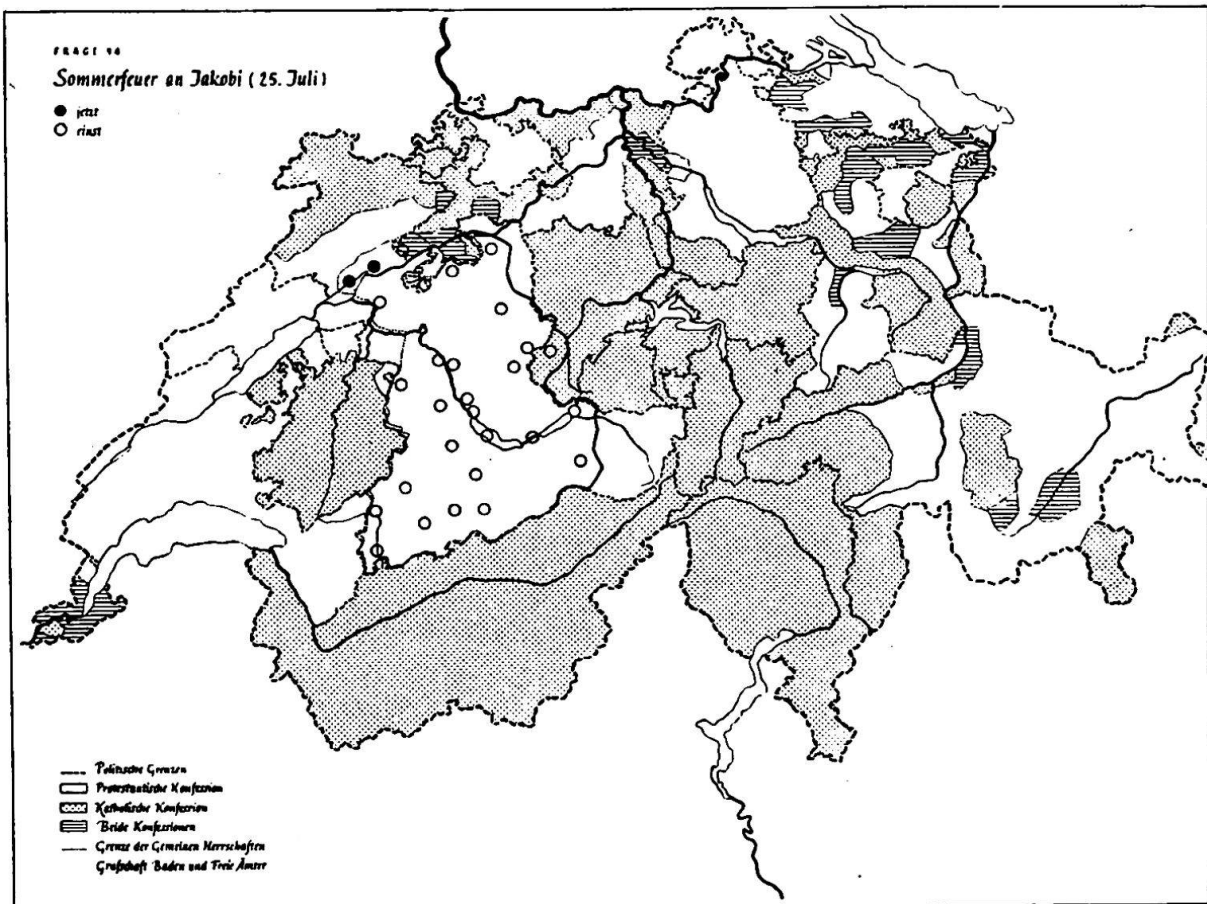 FRAGE 94
Sommerfeuer an Jakobi (25. Juli)
jetzt
einst
Politische Grenzen
Protestantische Konfession
Katholische Konfession
Beide Konfessionen
Grenze der Gemeinen Herrschaften
Grafschaft Baden und Freie Ämter